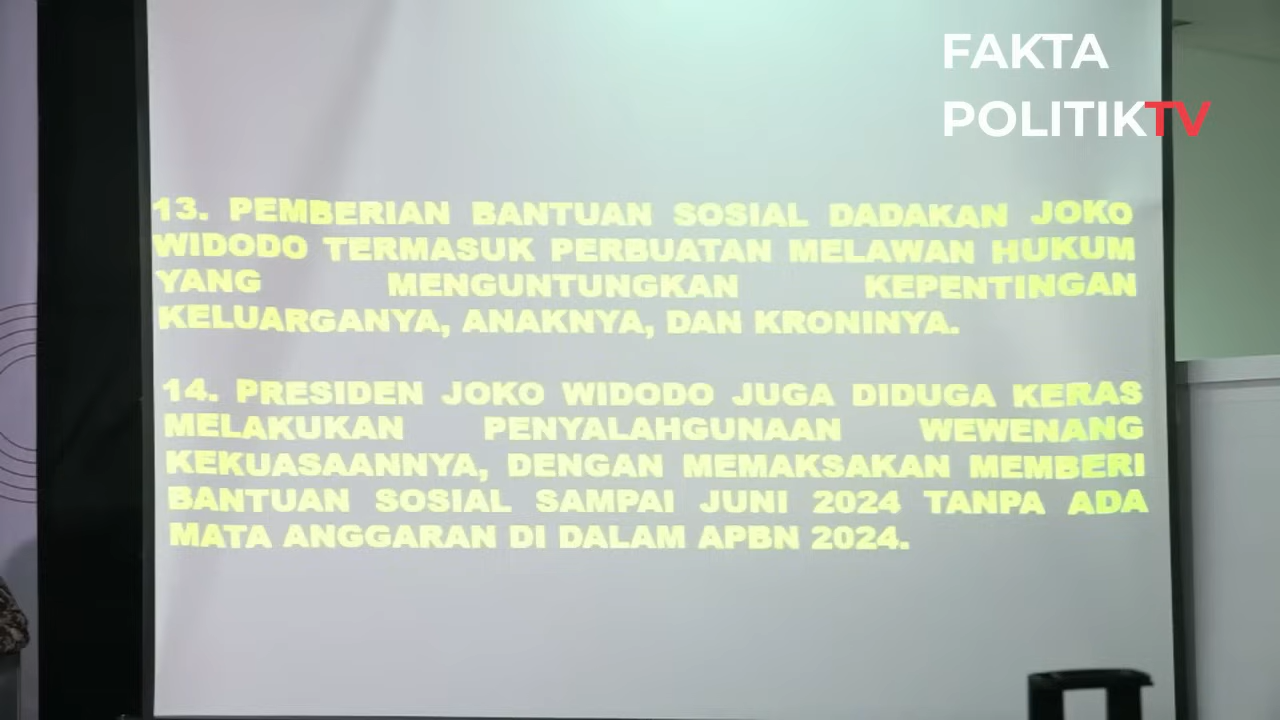 FAKTA
POLITIKTV
13. PEMBERIAN BANTUAN SOSIAL DADAKAN JOKO
WIDODO TERMASUK PERBUATAN MELAWAN HUKUM
YANG MENGUNTUNGKAN KEPENTINGAN
KELUARGANYA, ANAKNYA, DAN KRONINYA.
14. PRESIDEN JOKO WIDODO JUGA DIDUGA KERAS
MELAKUKAN PENYALAHGUNAAN WEWENANG
KEKUASAANNYA, DENGAN MEMAKSAKAN MEMBERI
BANTUAN SOSIAL SAMPAI JUNI 2024 TANPA ADA
MATA ANGGARAN DI DALAM APBN 2024.